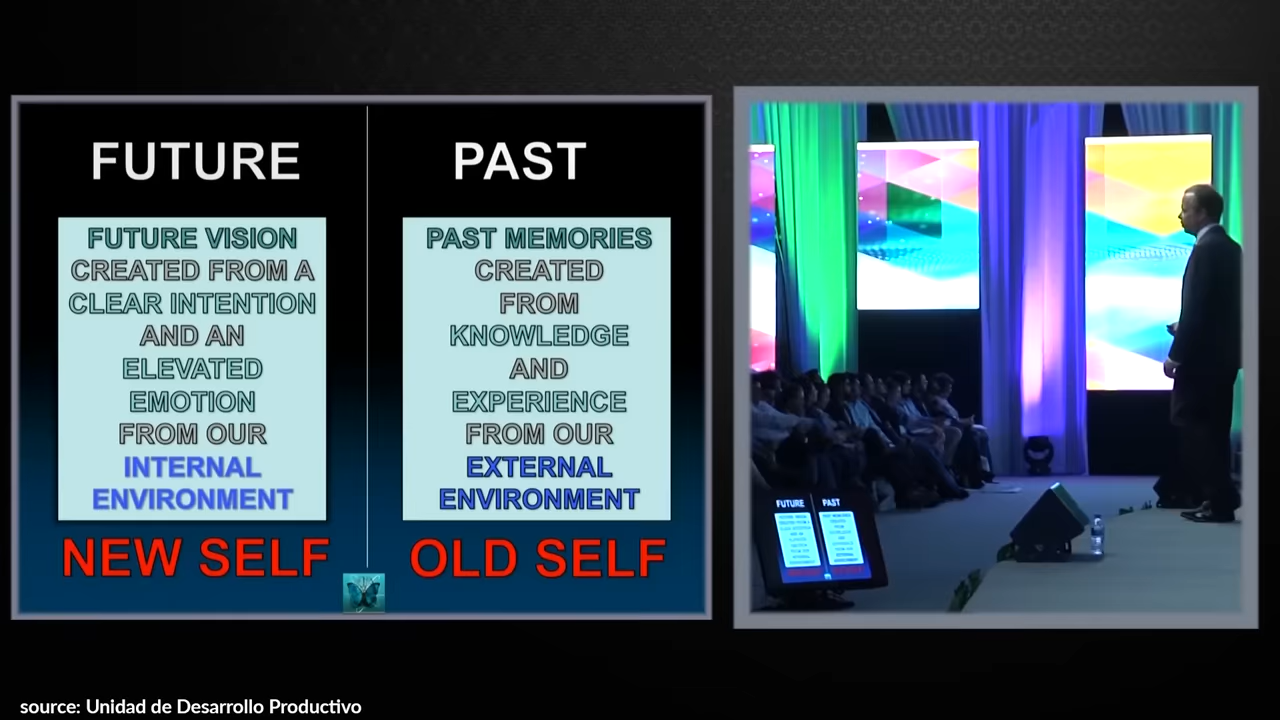 FUTURE
FUTURE VISION
CREATED FROM A
CLEAR INTENTION
AND AN
ELEVATED
EMOTION
FROM OUR
INTERNAL
ENVIRONMENT
NEW SELF
PAST
PAST MEMORIES
CREATED
FROM
KNOWLEDGE
AND
EXPERIENCE
FROM OUR
EXTERNAL
ENVIRONMENT
OLD SELF
FUTURE
PAST
source: Unidad de Desarrollo Productivo